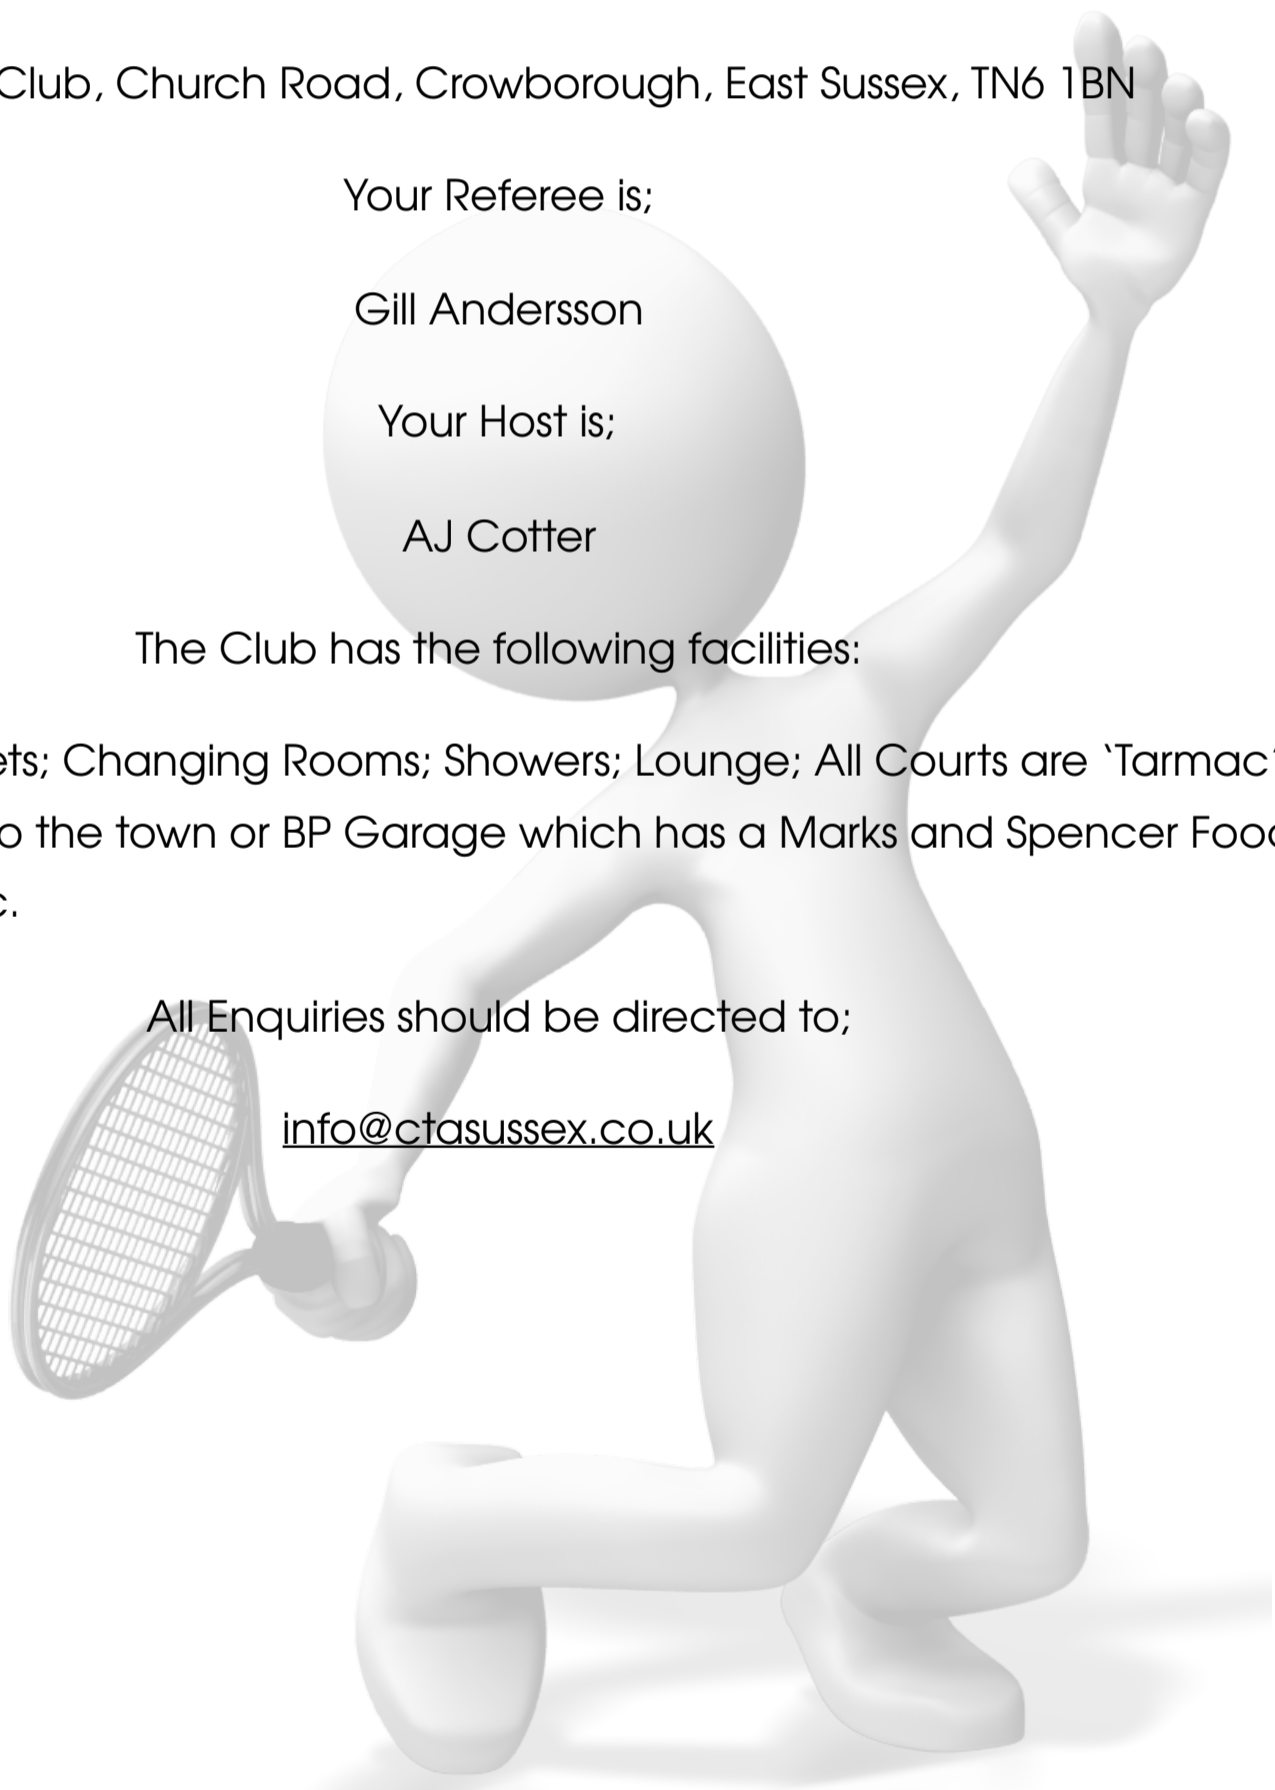 Club, Church Road, Crowborough, East Sussex, TN6 1BN
Your Referee is;
Gill Andersson
Your Host is;
AJ Cotter
The Club has the following facilities:
ets; Changing Rooms; Showers; Lounge; All Courts are ‘Tarmac’
the town or BP Garage which has a Marks and Spencer Foo
c.
All Enquiries should be directed to;
info@ctasussex.co.uk